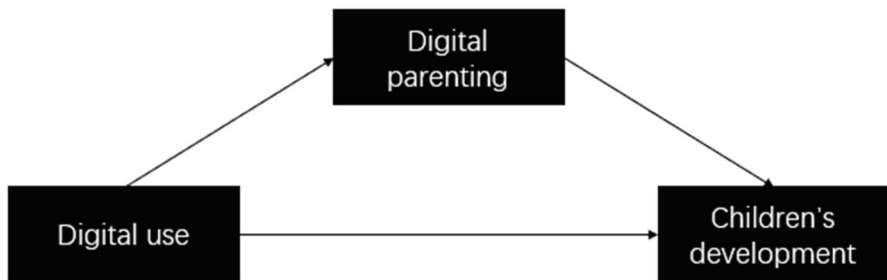 Digital
parenting
Digital use
Children's
development